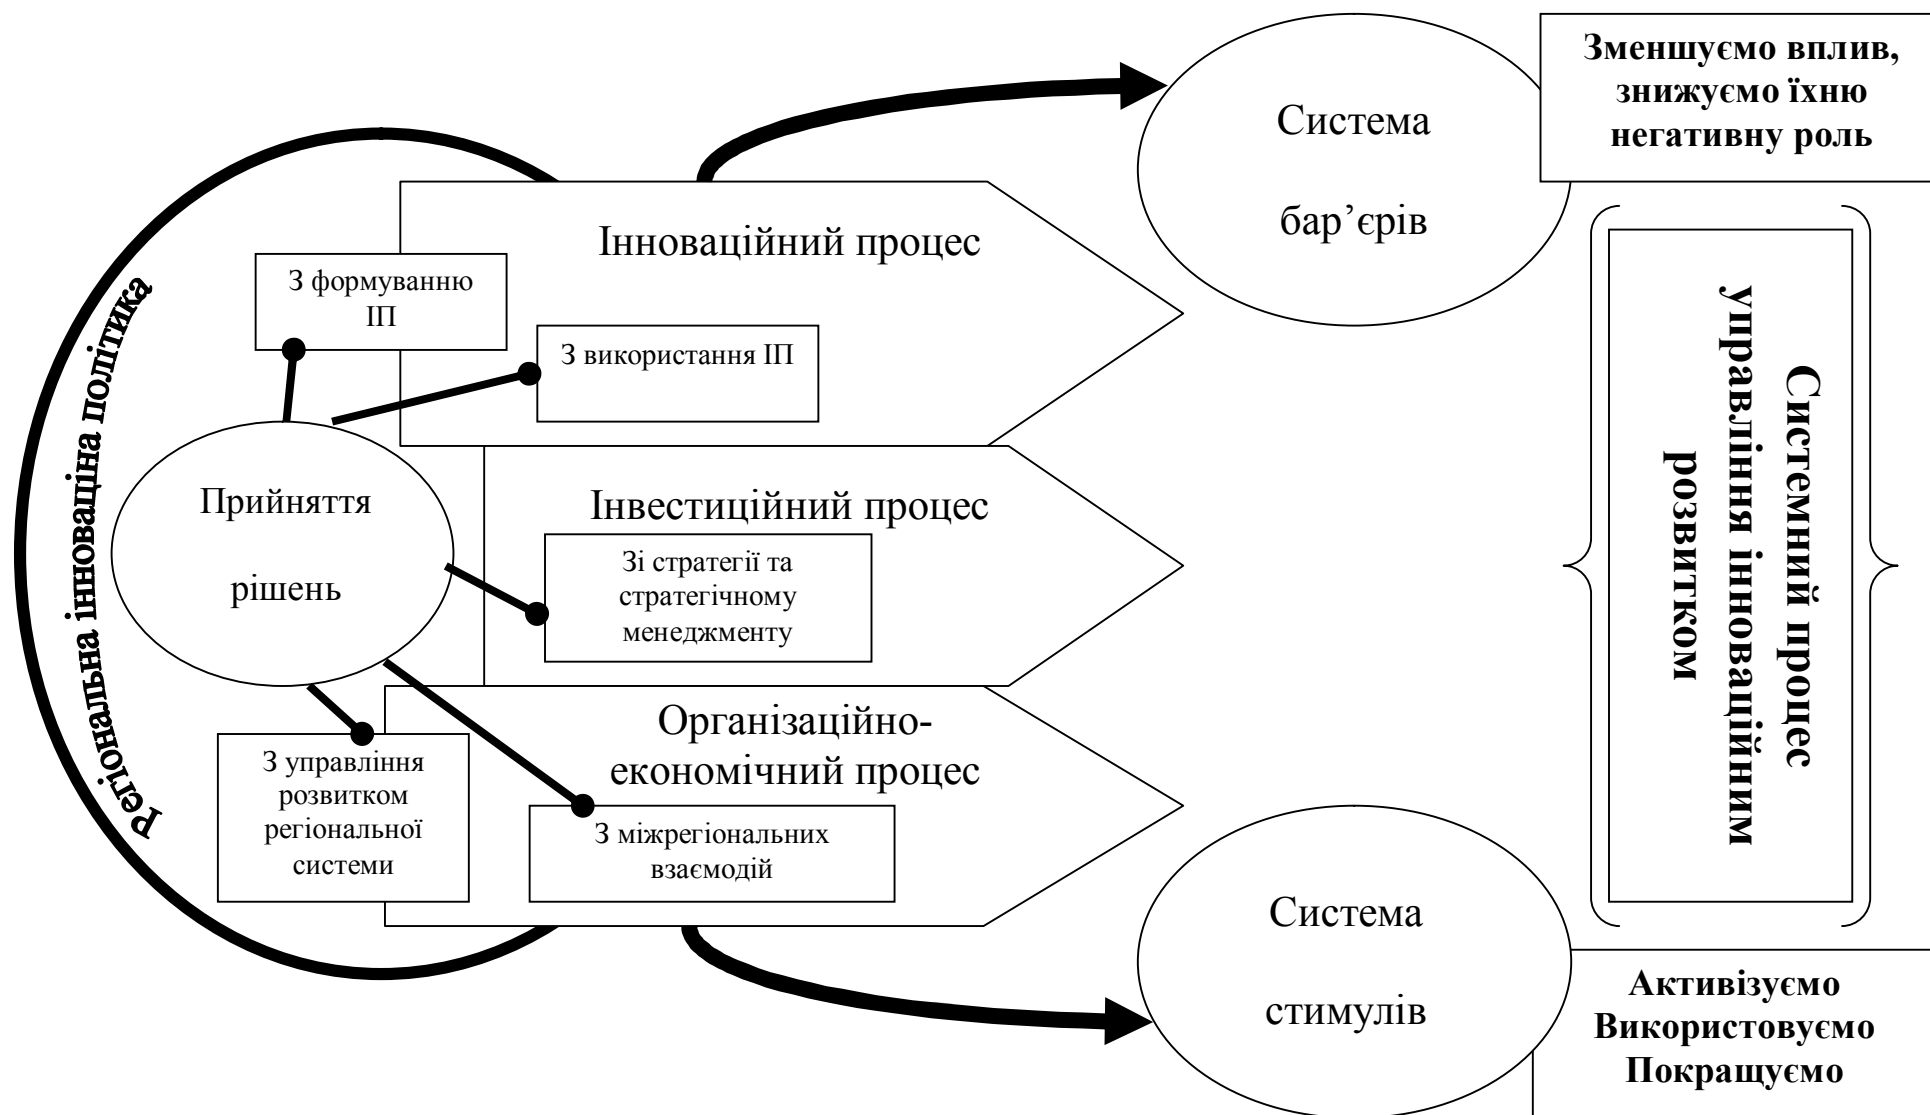 Зменшуємо вплив,
знижуємо їхню
негативну роль
Система
бар’єрів
Інноваційний процес
З формуванню
ІП
З використання ІП
Регіональна інноваціна політика
Прийняття
рішень
Інвестиційний процес
Зі стратегії та
стратегічному
менеджменту
Організаційно-
економічний процес
З управління
розвитком
регіональної
системи
З міжрегіональних
взаємодій
Системний процес
управління інноваційним
розвитком
Система
стимулів
Активізуємо
Використовуємо
Покращуємо